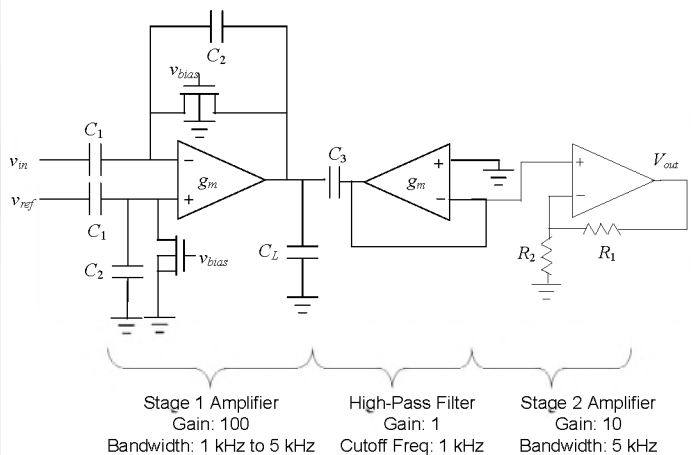 C2
vbias
C1
vin
−
gm
+
vref
C1
C2
vbias
CL
C3
+
gm
−
+
−
Vout
R2
R1
Stage 1 Amplifier
Gain: 100
Bandwidth: 1 kHz to 5 kHz
High-Pass Filter
Gain: 1
Cutoff Freq: 1 kHz
Stage 2 Amplifier
Gain: 10
Bandwidth: 5 kHz